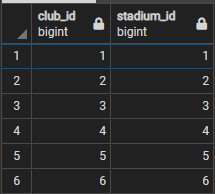 club_id stadium_id
bigint bigint
1 1 1
2 2 2
3 3 3
4 4 4
5 5 5
6 6 6